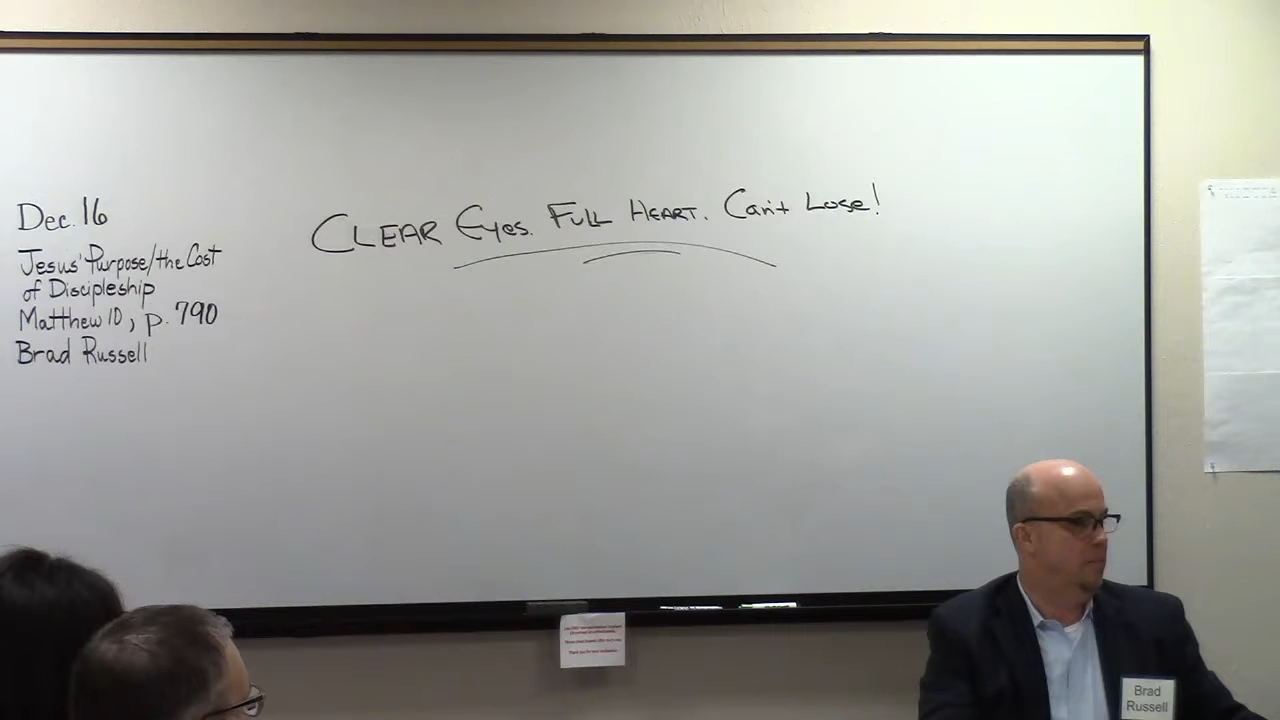 Dec. 16
Jesus' Purpose/the Cost
of Discipleship
Matthew 10, p. 790
Brad Russell
CLEAR Eyes. FULL HEART. Can't Lose!
Brad
Russell